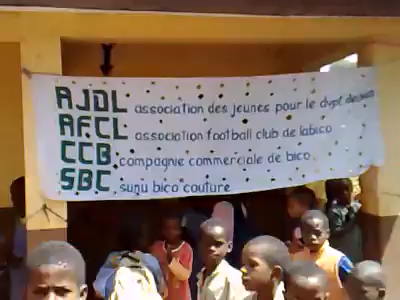 AJDL association des jeunes pour le dvpt
AFCL association football club de labico
CCB compagnie commerciale de bico
SBC sunu bico couture